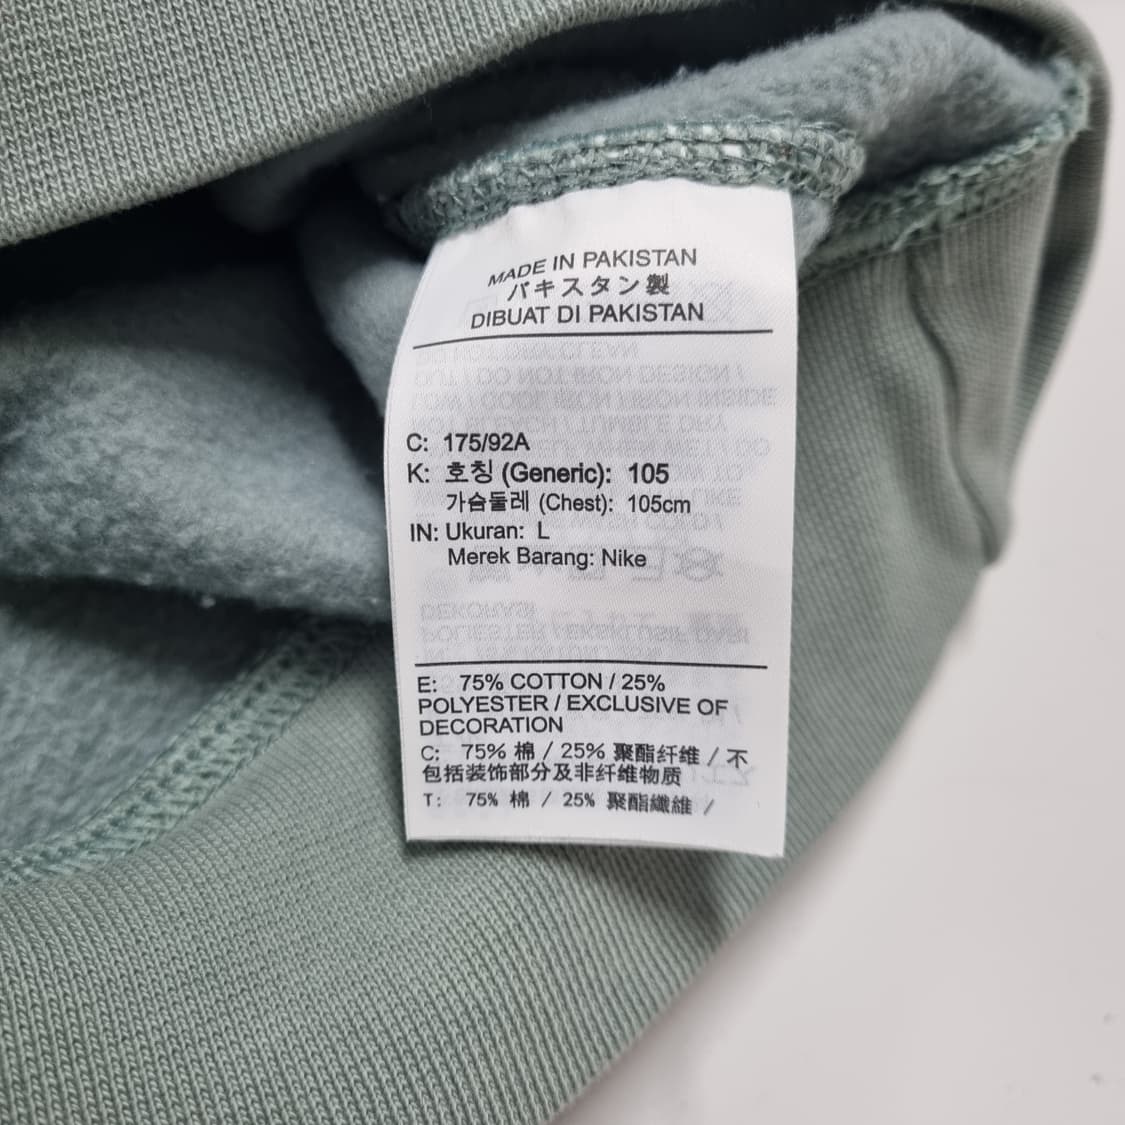 MADE IN PAKISTAN
パキスタン製
DIBUAT DI PAKISTAN
C: 175/92A
K: 호칭 (Generic): 105
가슴둘레 (Chest): 105cm
IN: Ukuran: L
Merek Barang: Nike
E: 75% COTTON / 25%
POLYESTER / EXCLUSIVE OF
DECORATION
C: 75% 棉 / 25% 聚酯纤维 / 不
包括装饰部分及非纤维物质
T: 75% 棉 / 25% 聚酯纖維 /